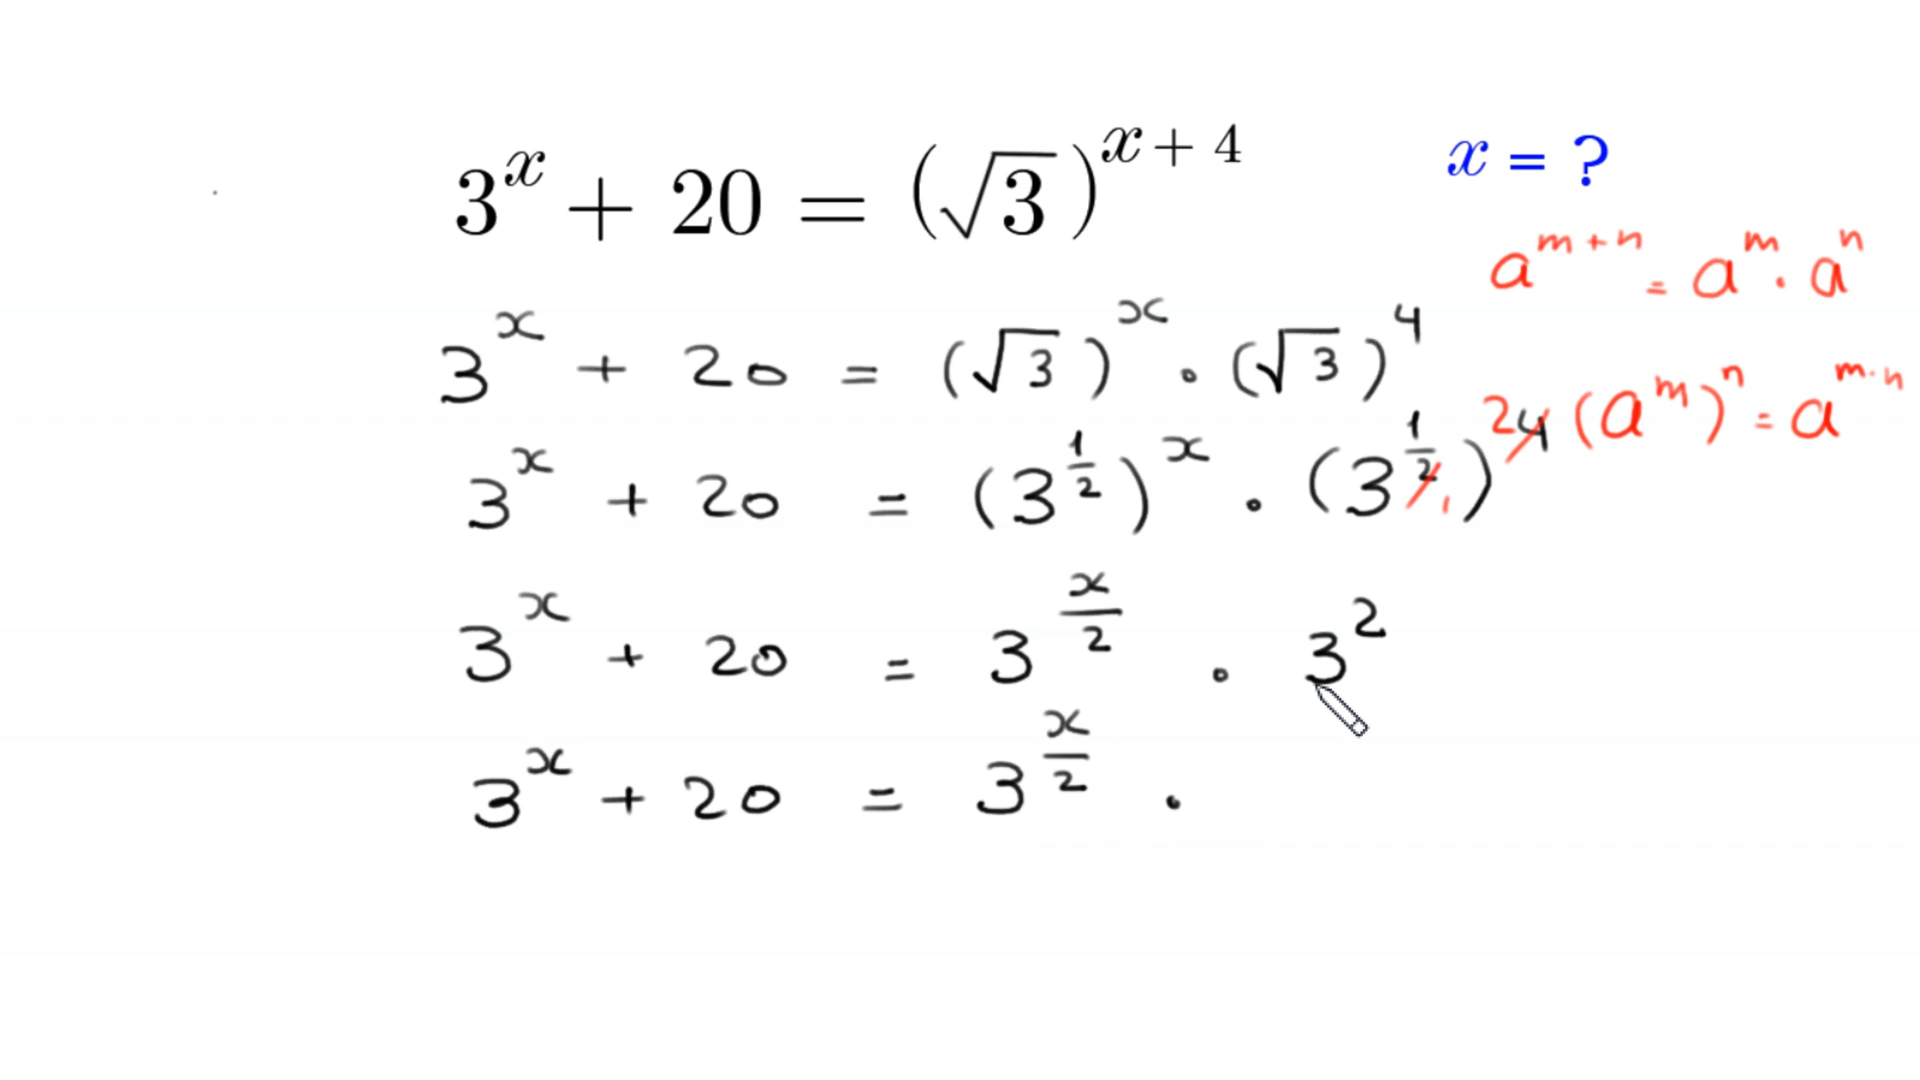 3^x + 20 = (√3)^{x+4}
x = ?
a^{m+n} = a^m . a^n
3^x + 20 = (√3)^x . (√3)^4
(a^m)^n = a^{m.n}
3^x + 20 = (3^{1/2})^x . (3^{1/2})^4 2 1
3^x + 20 = 3^{x/2} . 3^2
3^x + 20 = 3^{x/2} .